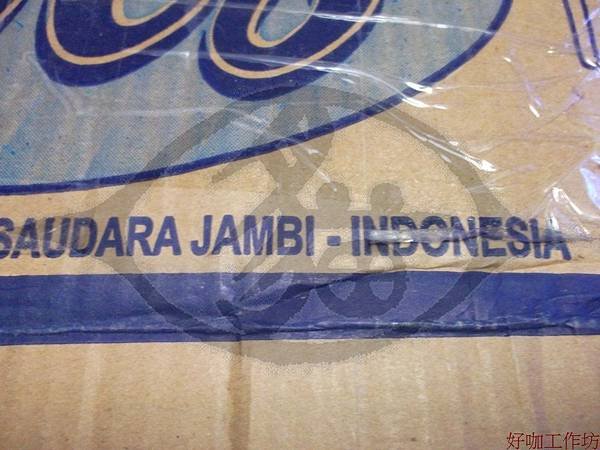 SAUDARA JAMBI - INDONESIA
好咖工作坊